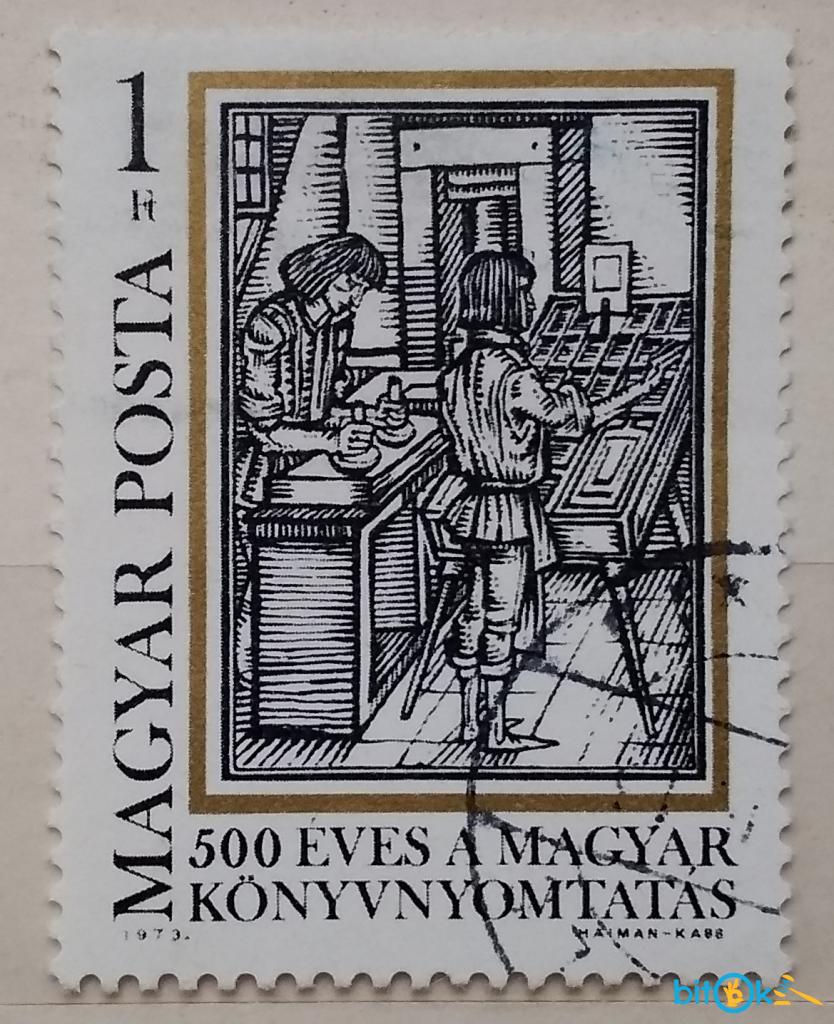 1
Ft
MAGYAR POSTA
500 ÉVES A MAGYAR
KÖNYVNYOMTATÁS
1973.
HAIMAN-KASS
bitok